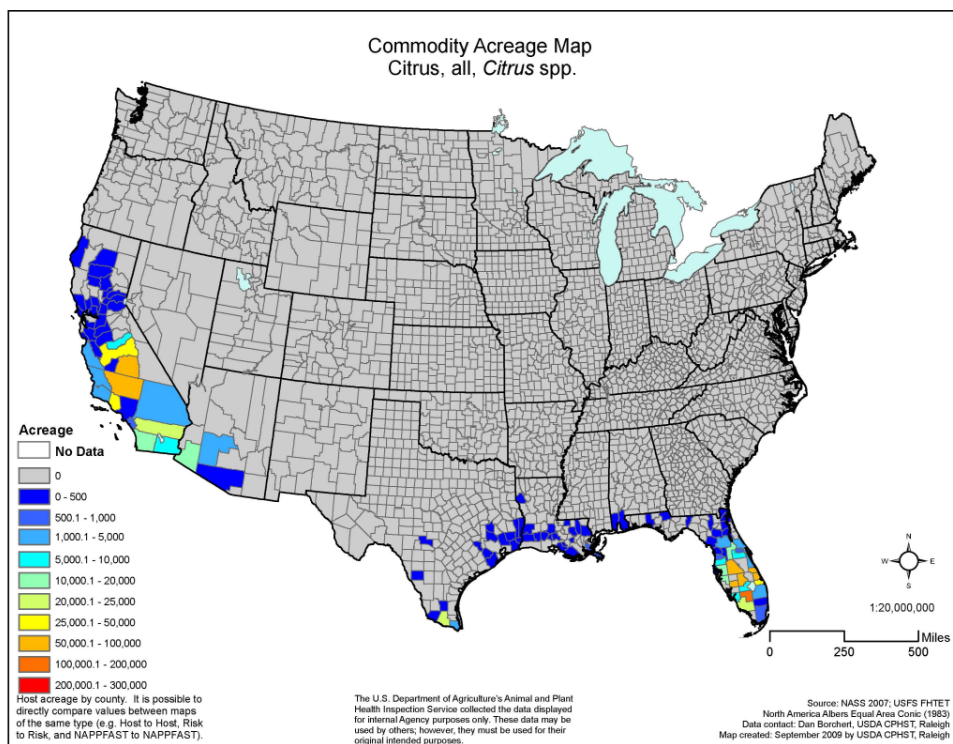 Commodity Acreage Map
Citrus, all, Citrus spp.
Acreage
No Data
0
0 - 500
500.1 - 1,000
1,000.1 - 5,000
5,000.1 - 10,000
10,000.1 - 20,000
20,000.1 - 25,000
25,000.1 - 50,000
50,000.1 - 100,000
100,000.1 - 200,000
200,000.1 - 300,000
Host acreage by county. It is possible to
directly compare values between maps
of the same type (e.g. Host to Host, Risk
to Risk, and NAPPFAST to NAPPFAST).
The U.S. Department of Agriculture's Animal and Plant
Health Inspection Service collected the data displayed
for internal Agency purposes only. These data may be
used by others; however, they must be used for their
original intended purposes.
N
W E
S
1:20,000,000
Miles
0 250 500
Source: NASS 2007; USFS FHTET
North America Albers Equal Area Conic (1983)
Data contact: Dan Borchert, USDA CPHST, Raleigh
Map created: September 2009 by USDA CPHST, Raleigh